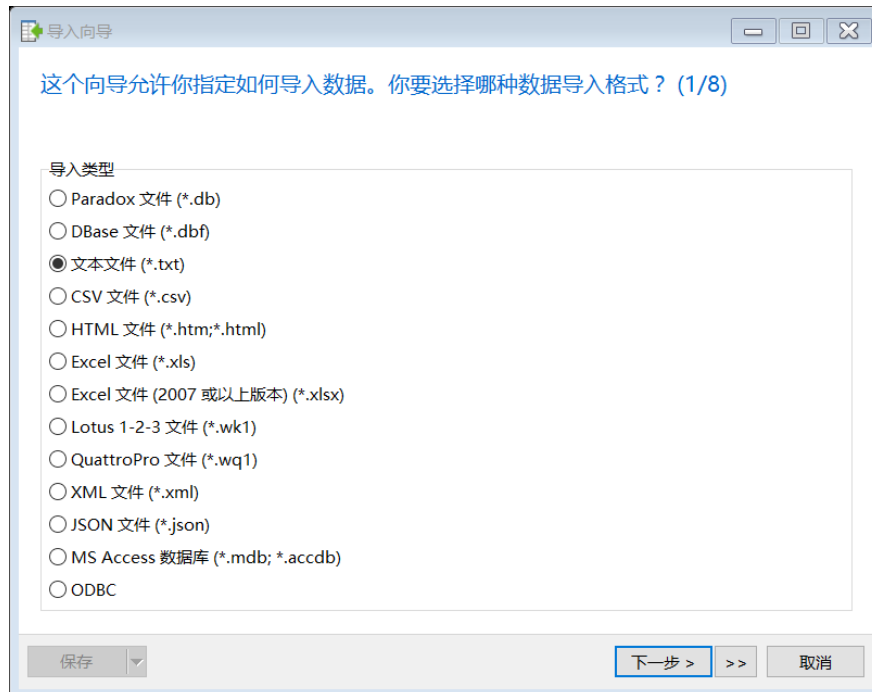 导入向导
这个向导允许你指定如何导入数据。你要选择哪种数据导入格式？ (1/8)
导入类型
Paradox 文件 (*.db)
DBase 文件 (*.dbf)
文本文件 (*.txt)
CSV 文件 (*.csv)
HTML 文件 (*.htm;*.html)
Excel 文件 (*.xls)
Excel 文件 (2007 或以上版本) (*.xlsx)
Lotus 1-2-3 文件 (*.wk1)
QuattroPro 文件 (*.wq1)
XML 文件 (*.xml)
JSON 文件 (*.json)
MS Access 数据库 (*.mdb; *.accdb)
ODBC
保存 下一步 > >> 取消